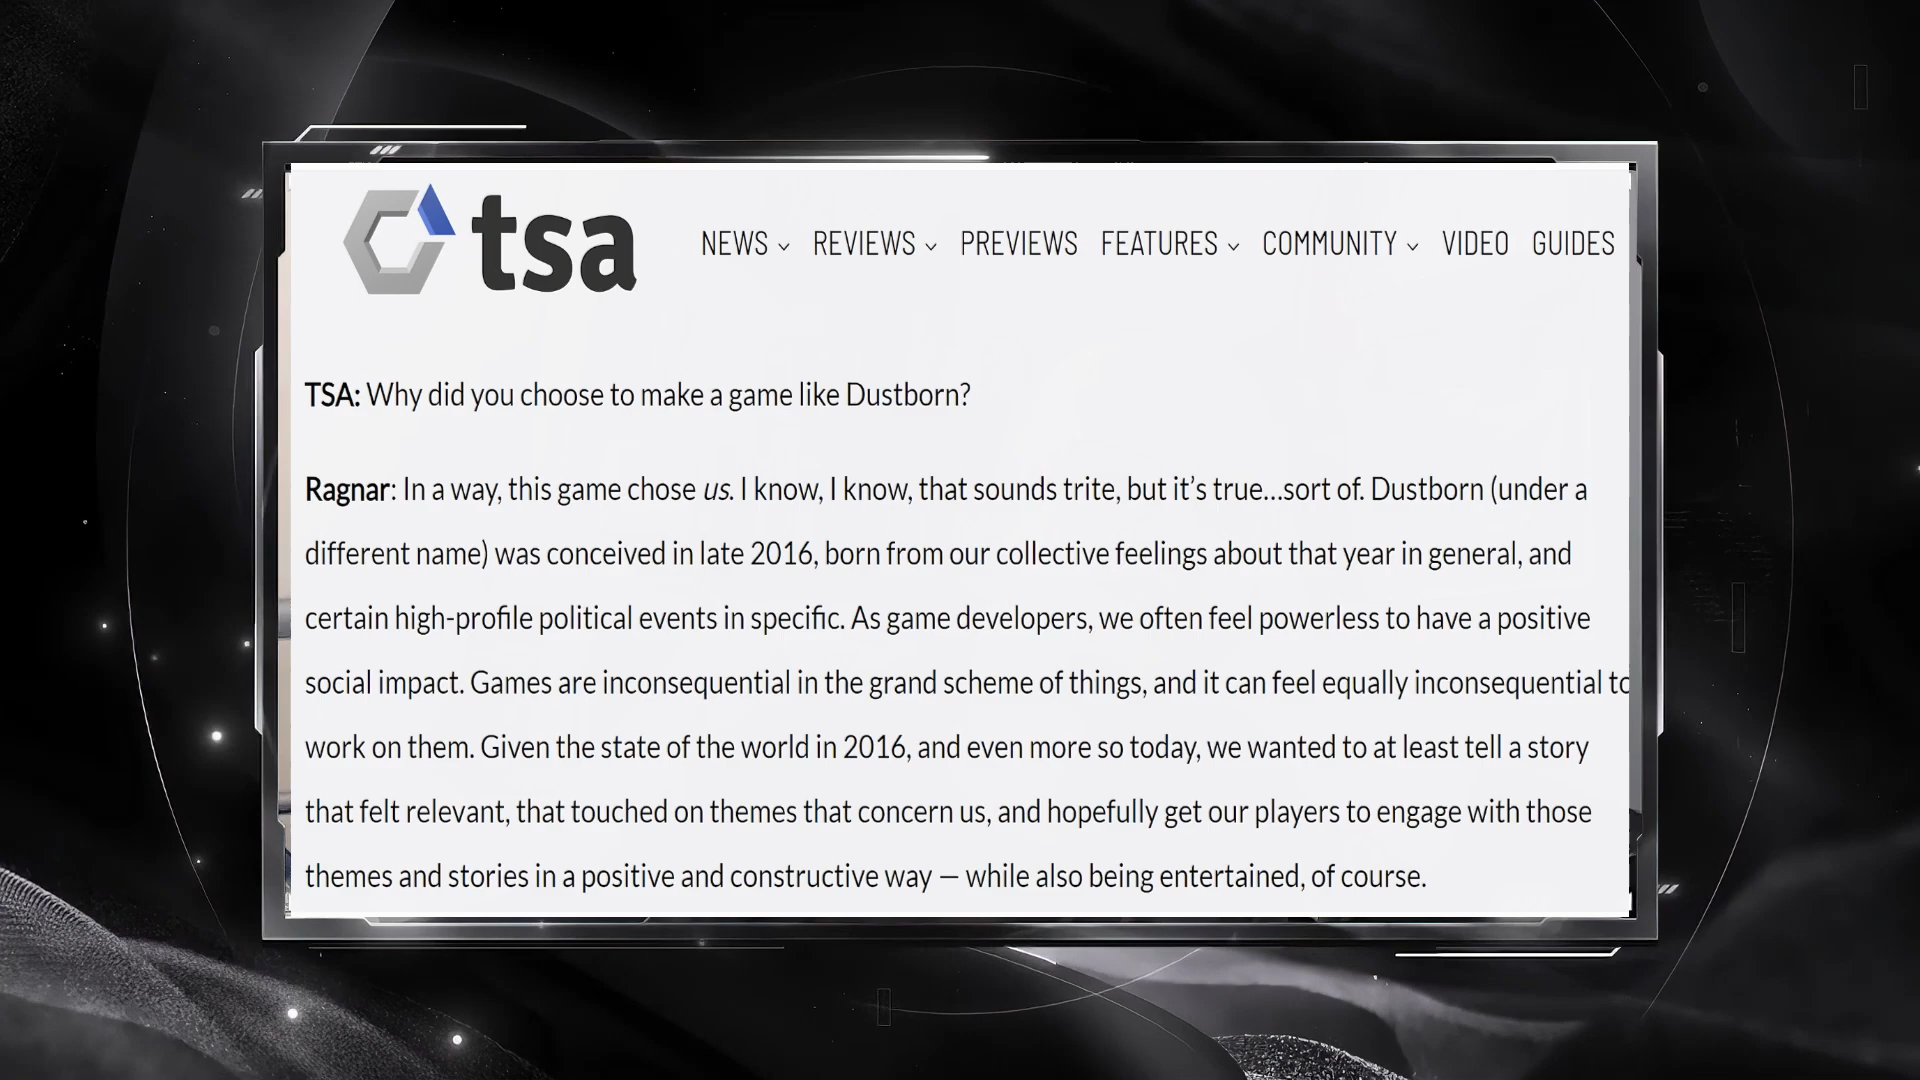 tsa
NEWS REVIEWS PREVIEWS FEATURES COMMUNITY VIDEO GUIDES
TSA: Why did you choose to make a game like Dustborn?
Ragnar: In a way, this game chose us. I know, I know, that sounds trite, but it’s true...sort of. Dustborn (under a
different name) was conceived in late 2016, born from our collective feelings about that year in general, and
certain high-profile political events in specific. As game developers, we often feel powerless to have a positive
social impact. Games are inconsequential in the grand scheme of things, and it can feel equally inconsequential to
work on them. Given the state of the world in 2016, and even more so today, we wanted to at least tell a story
that felt relevant, that touched on themes that concern us, and hopefully get our players to engage with those
themes and stories in a positive and constructive way — while also being entertained, of course.